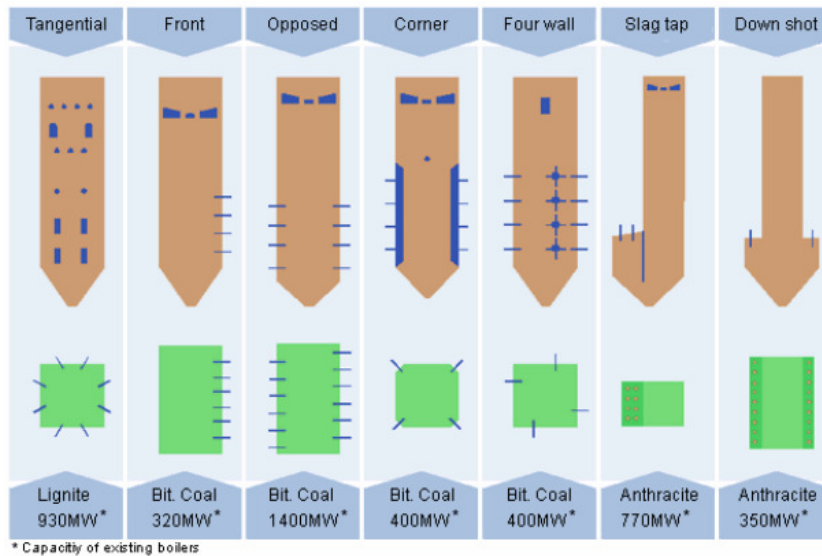 Tangential
Front
Opposed
Corner
Four wall
Slag tap
Down shot
Lignite
930MW*
Bit. Coal
320MW*
Bit. Coal
1400MW*
Bit. Coal
400MW*
Bit. Coal
400MW*
Anthracite
770MW*
Anthracite
350MW*
* Capacitiy of existing boilers